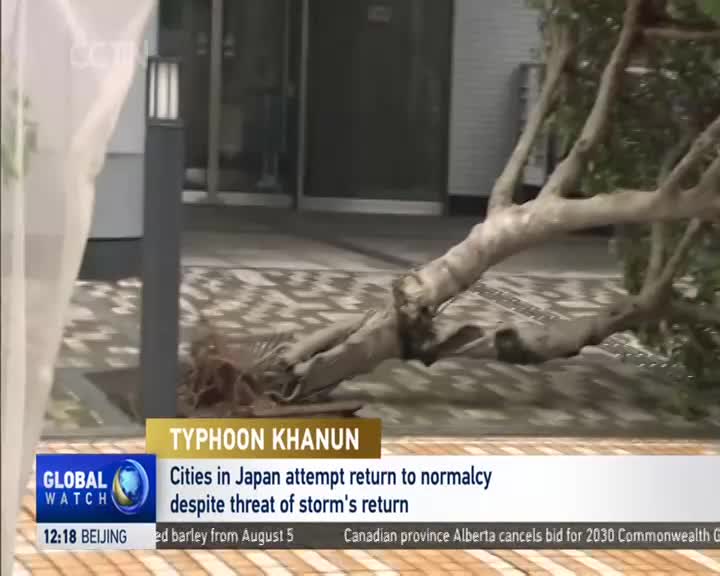 CCTV
TYPHOON KHANUN
GLOBAL
WATCH
Cities in Japan attempt return to normalcy
despite threat of storm's return
12:18 BEIJING
ed barley from August 5 Canadian province Alberta cancels bid for 2030 Commonwealth G